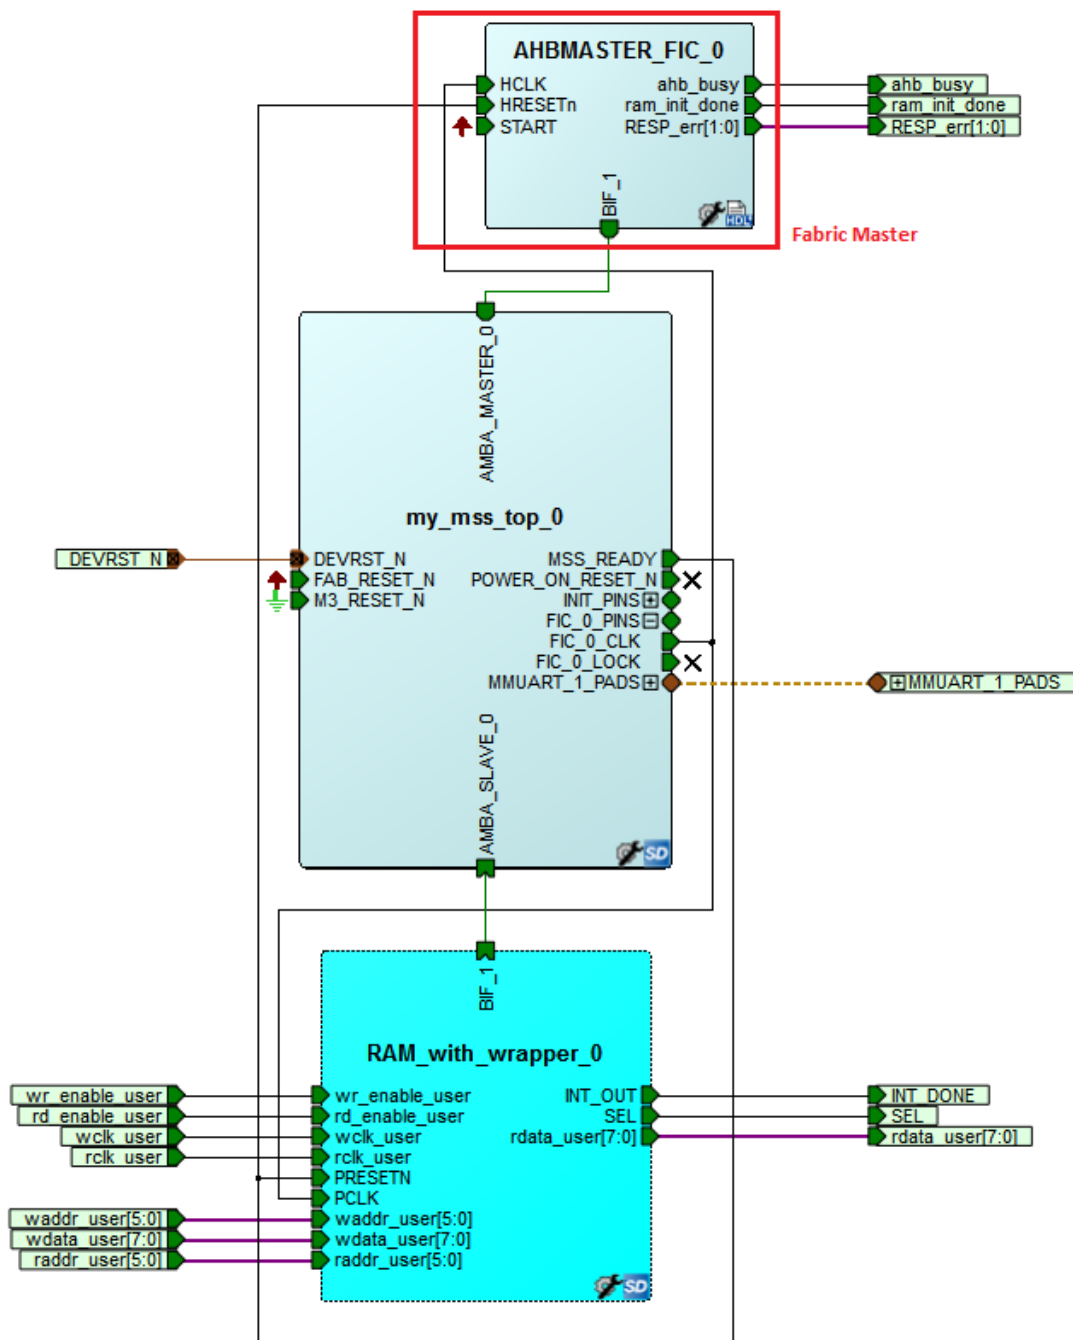 AHBMASTER_FIC_0
HCLK
HRESETn
START
ahb_busy
ram_init_done
RESP_err[1:0]
BIF_1
HDL
ahb_busy
ram_init_done
RESP_err[1:0]
Fabric Master
AMBA_MASTER_0
my_mss_top_0
DEVRST_N
DEVRST_N
FAB_RESET_N
M3_RESET_N
MSS_READY
POWER_ON_RESET_N
INIT_PINS
FIC_0_PINS
FIC_0_CLK
FIC_0_LOCK
MMUART_1_PADS
MMUART_1_PADS
AMBA_SLAVE_0
SD
BIF_1
RAM_with_wrapper_0
wr_enable_user
rd_enable_user
wclk_user
rclk_user
waddr_user[5:0]
wdata_user[7:0]
raddr_user[5:0]
wr_enable_user
rd_enable_user
wclk_user
rclk_user
PRESETN
PCLK
waddr_user[5:0]
wdata_user[7:0]
raddr_user[5:0]
INT_OUT
SEL
rdata_user[7:0]
INT_DONE
SEL
rdata_user[7:0]
SD